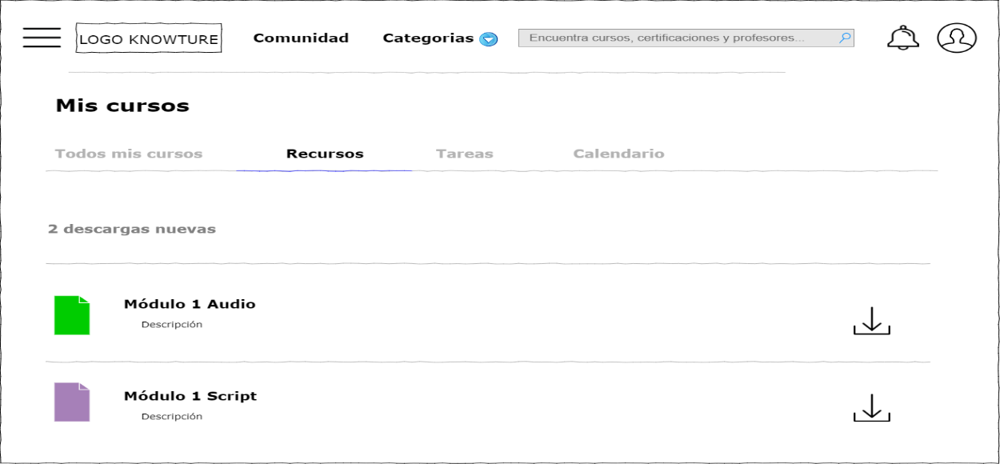 LOGO KNOWTURE Comunidad Categorias Encuentra cursos, certificaciones y profesores...
Mis cursos
Todos mis cursos Recursos Tareas Calendario
2 descargas nuevas
Módulo 1 Audio
Descripción
Módulo 1 Script
Descripción